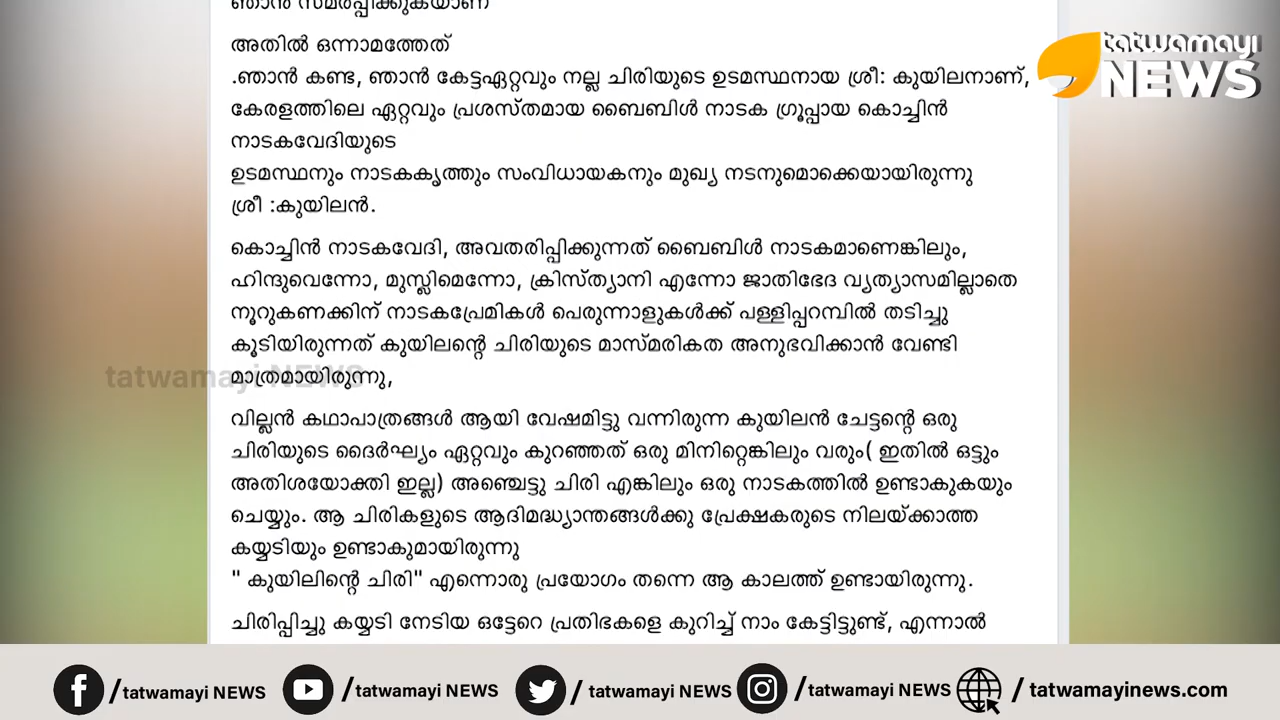 ഞാൻ സമർപ്പിക്കുകയാണ്
അതിൽ ഒന്നാമത്തേത്
.ഞാൻ കണ്ട, ഞാൻ കേട്ടഏറ്റവും നല്ല ചിരിയുടെ ഉടമസ്ഥനായ ശ്രീ: കുയിലനാണ്,
കേരളത്തിലെ ഏറ്റവും പ്രശസ്തമായ ബൈബിൾ നാടക ഗ്രൂപ്പായ കൊച്ചിൻ
നാടകവേദിയുടെ
ഉടമസ്ഥനും നാടകകൃത്തും സംവിധായകനും മുഖ്യ നടനുമൊക്കെയായിരുന്നു
ശ്രീ :കുയിലൻ.
കൊച്ചിൻ നാടകവേദി, അവതരിപ്പിക്കുന്നത് ബൈബിൾ നാടകമാണെങ്കിലും,
ഹിന്ദുവെന്നോ, മുസ്ലിമെന്നോ, ക്രിസ്ത്യാനി എന്നോ ജാതിഭേദ വ്യത്യാസമില്ലാതെ
നൂറുകണക്കിന് നാടകപ്രേമികൾ പെരുന്നാളുകൾക്ക് പള്ളിപ്പറമ്പിൽ തടിച്ചു
കൂടിയിരുന്നത് കുയിലന്റെ ചിരിയുടെ മാസ്മരികത അനുഭവിക്കാൻ വേണ്ടി
മാത്രമായിരുന്നു,
വില്ലൻ കഥാപാത്രങ്ങൾ ആയി വേഷമിട്ടു വന്നിരുന്ന കുയിലൻ ചേട്ടന്റെ ഒരു
ചിരിയുടെ ദൈർഘ്യം ഏറ്റവും കുറഞ്ഞത് ഒരു മിനിറ്റെങ്കിലും വരും( ഇതിൽ ഒട്ടും
അതിശയോക്തി ഇല്ല) അഞ്ചെട്ടു ചിരി എങ്കിലും ഒരു നാടകത്തിൽ ഉണ്ടാകുകയും
ചെയ്യും. ആ ചിരികളുടെ ആദിമദ്ധ്യാന്തങ്ങൾക്കു പ്രേക്ഷകരുടെ നിലയ്ക്കാത്ത
കയ്യടിയും ഉണ്ടാകുമായിരുന്നു
" കുയിലിന്റെ ചിരി" എന്നൊരു പ്രയോഗം തന്നെ ആ കാലത്ത് ഉണ്ടായിരുന്നു.
ചിരിപ്പിച്ചു കയ്യടി നേടിയ ഒട്ടേറെ പ്രതിഭകളെ കുറിച്ച് നാം കേട്ടിട്ടുണ്ട്, എന്നാൽ
tatwamayi
NEWS
tatwamayi NEWS
/tatwamayi NEWS
/tatwamayi NEWS
/ tatwamayi NEWS
/tatwamayi NEWS
/ tatwamayinews.com